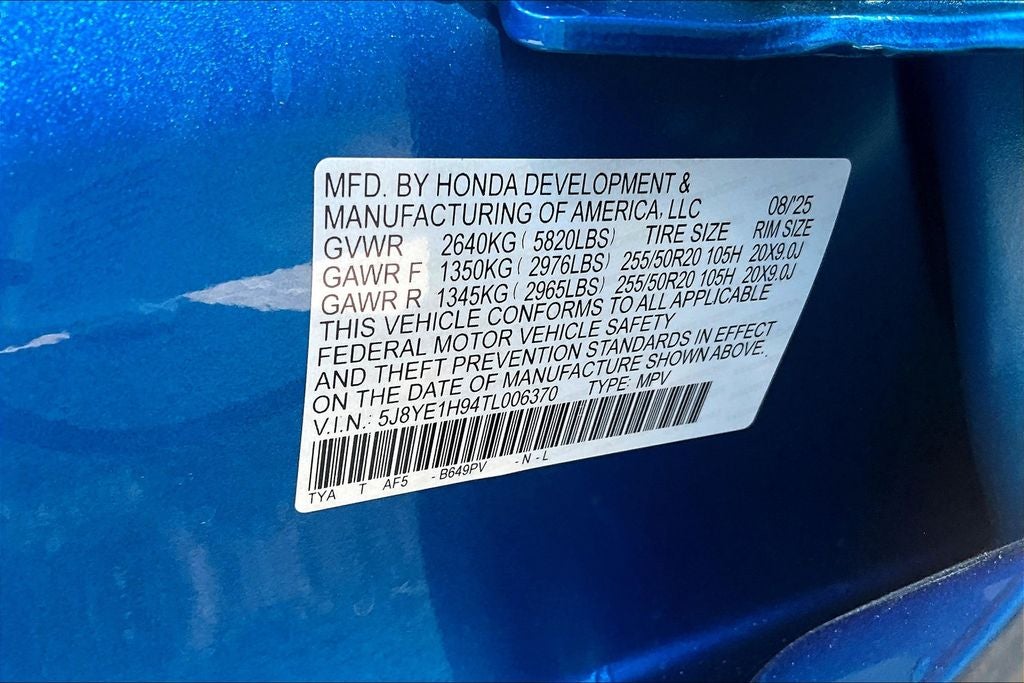 MFD. BY HONDA DEVELOPMENT &
MANUFACTURING OF AMERICA, LLC 08/'25
GVWR 2640KG ( 5820LBS) TIRE SIZE RIM SIZE
GAWR F 1350KG ( 2976LBS) 255/50R20 105H 20X9.0J
GAWR R 1345KG ( 2965LBS) 255/50R20 105H 20X9.0J
THIS VEHICLE CONFORMS TO ALL APPLICABLE
FEDERAL MOTOR VEHICLE SAFETY
AND THEFT PREVENTION STANDARDS IN EFFECT
ON THE DATE OF MANUFACTURE SHOWN ABOVE.
V.I.N.: 5J8YE1H94TL006370 TYPE: MPV
TYA T AF5 - B649PV - N - L